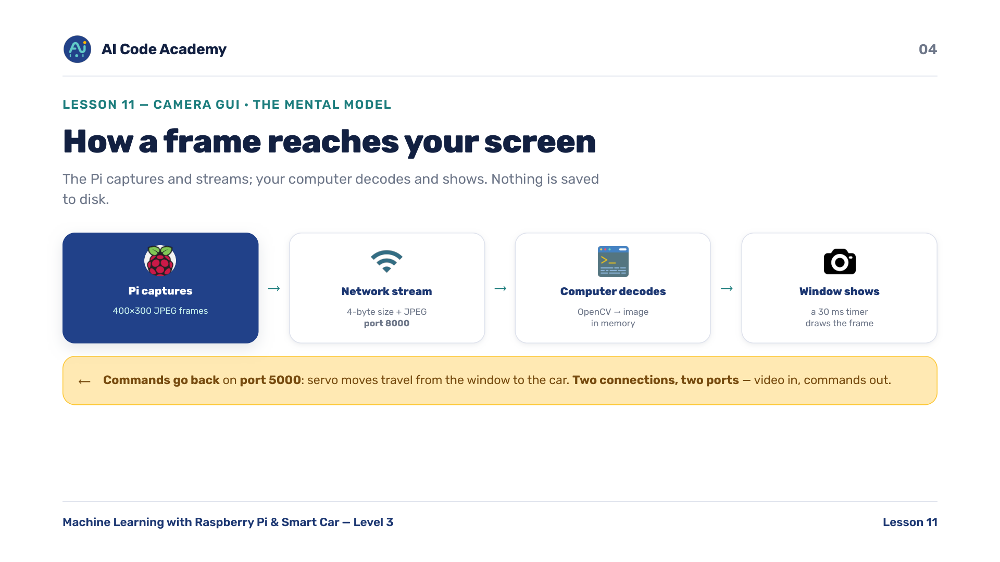 AI Code Academy
04
LESSON 11 — CAMERA GUI • THE MENTAL MODEL
How a frame reaches your screen
The Pi captures and streams; your computer decodes and shows. Nothing is saved
to disk.
Pi captures
400×300 JPEG frames
→
Network stream
4-byte size + JPEG
port 8000
→
Computer decodes
OpenCV → image
in memory
→
Window shows
a 30 ms timer
draws the frame
← Commands go back on port 5000: servo moves travel from the window to the car. Two connections, two ports — video in, commands out.
Machine Learning with Raspberry Pi & Smart Car — Level 3
Lesson 11